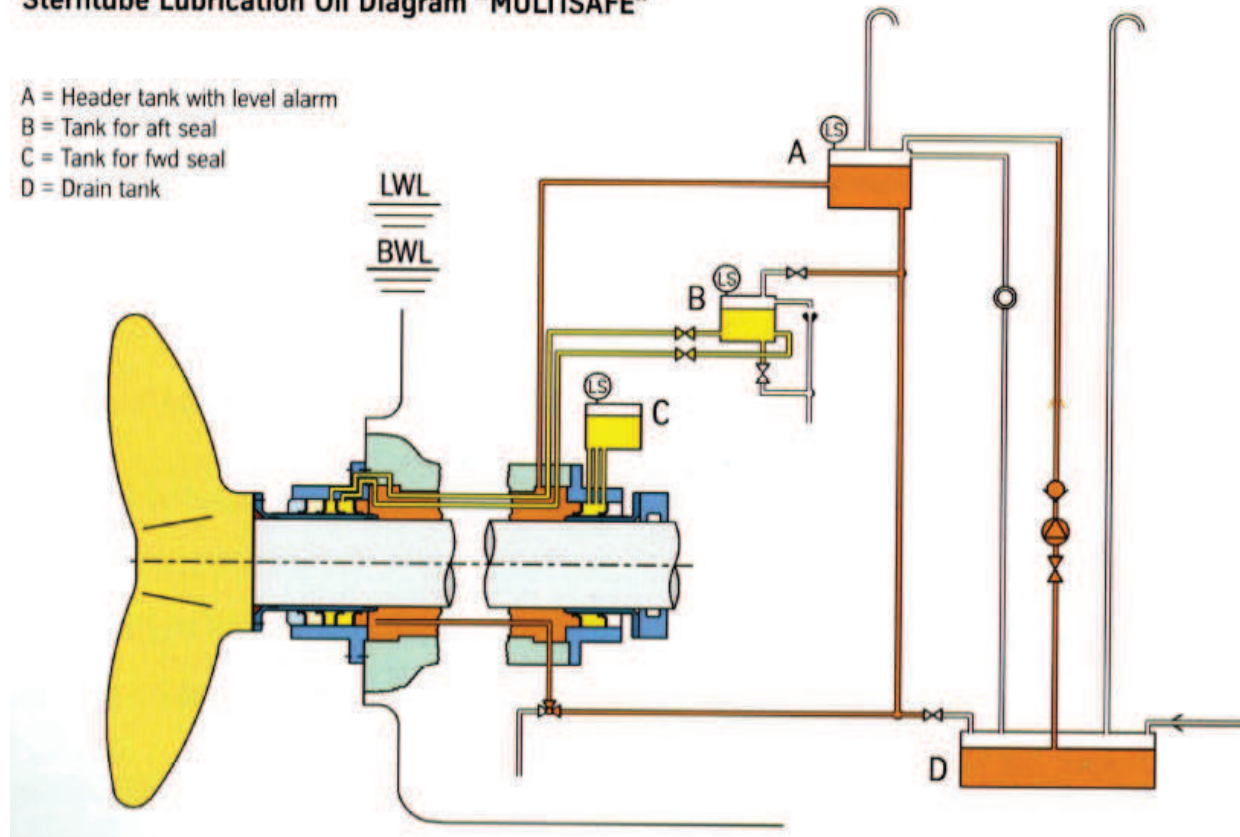 Sterntube Lubrication Oil Diagram "MULTISAFE"
A = Header tank with level alarm
B = Tank for aft seal
C = Tank for fwd seal
D = Drain tank
LWL
BWL
LS
A
LS
B
LS
C
D